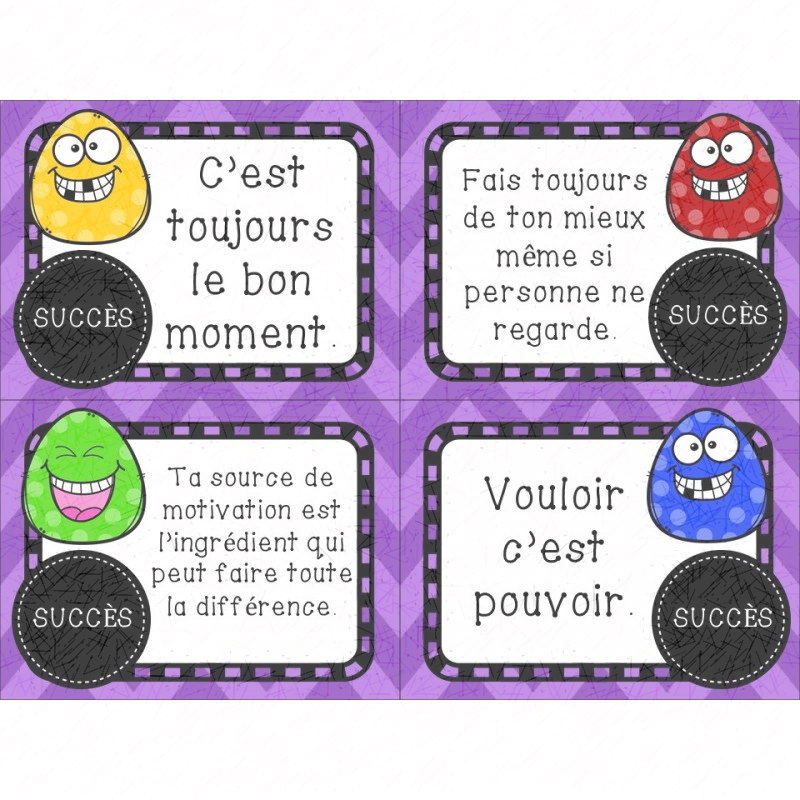 C'est
toujours
le bon
moment.
SUCCÈS
Fais toujours
de ton mieux
même si
personne ne
regarde.
SUCCÈS
Ta source de
motivation est
l'ingrédient qui
peut faire toute
la différence.
SUCCÈS
Vouloir
c'est
pouvoir.
SUCCÈS